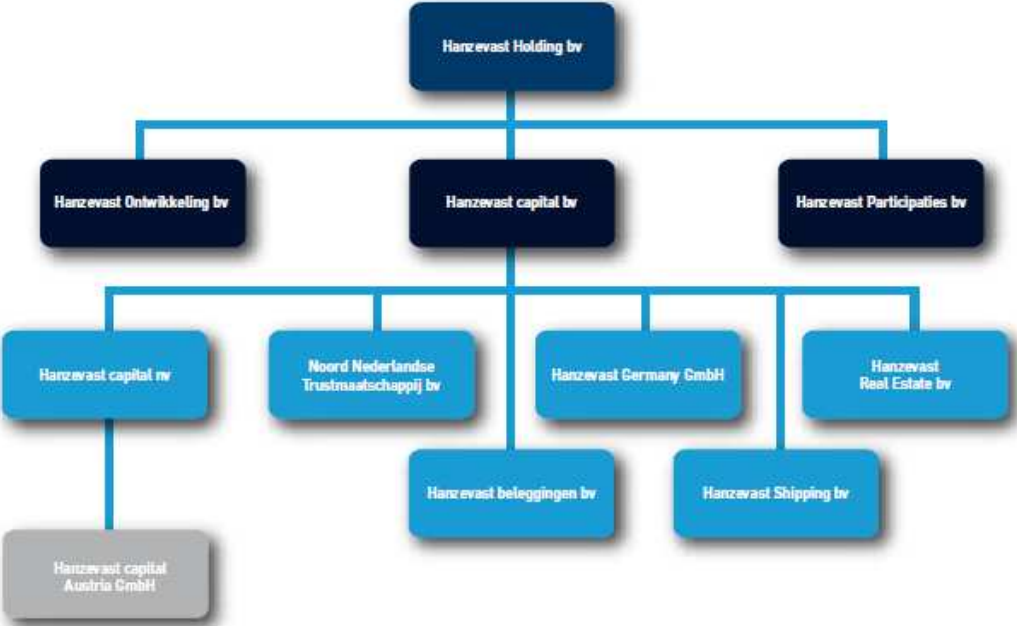 Hanzevast Holding bv
Hanzevast Ontwikkeling bv
Hanzevast capital bv
Hanzevast Participaties bv
Hanzevast capital nv
Noord Nederlandse
Trustmaatschappij bv
Hanzevast Germany GmbH
Hanzevast
Real Estate bv
Hanzevast beleggingen bv
Hanzevast Shipping bv
Hanzevast capital
Austria GmbH